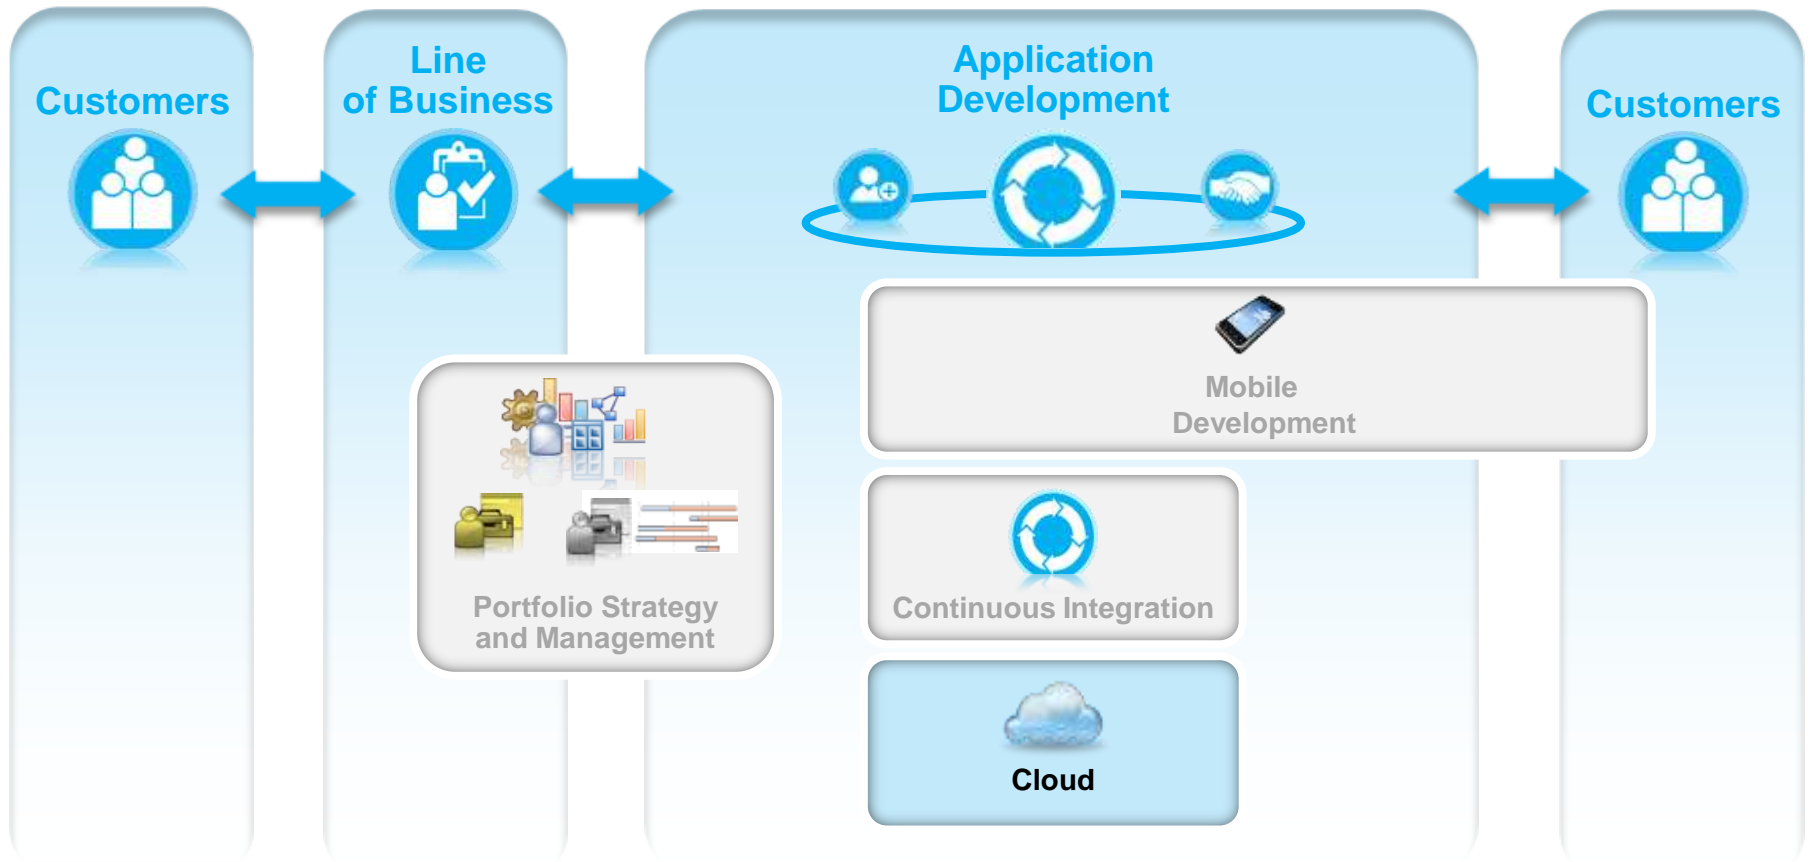 Customers
Line
of Business
Application
Development
Customers
Mobile
Development
Portfolio Strategy
and Management
Continuous Integration
Cloud